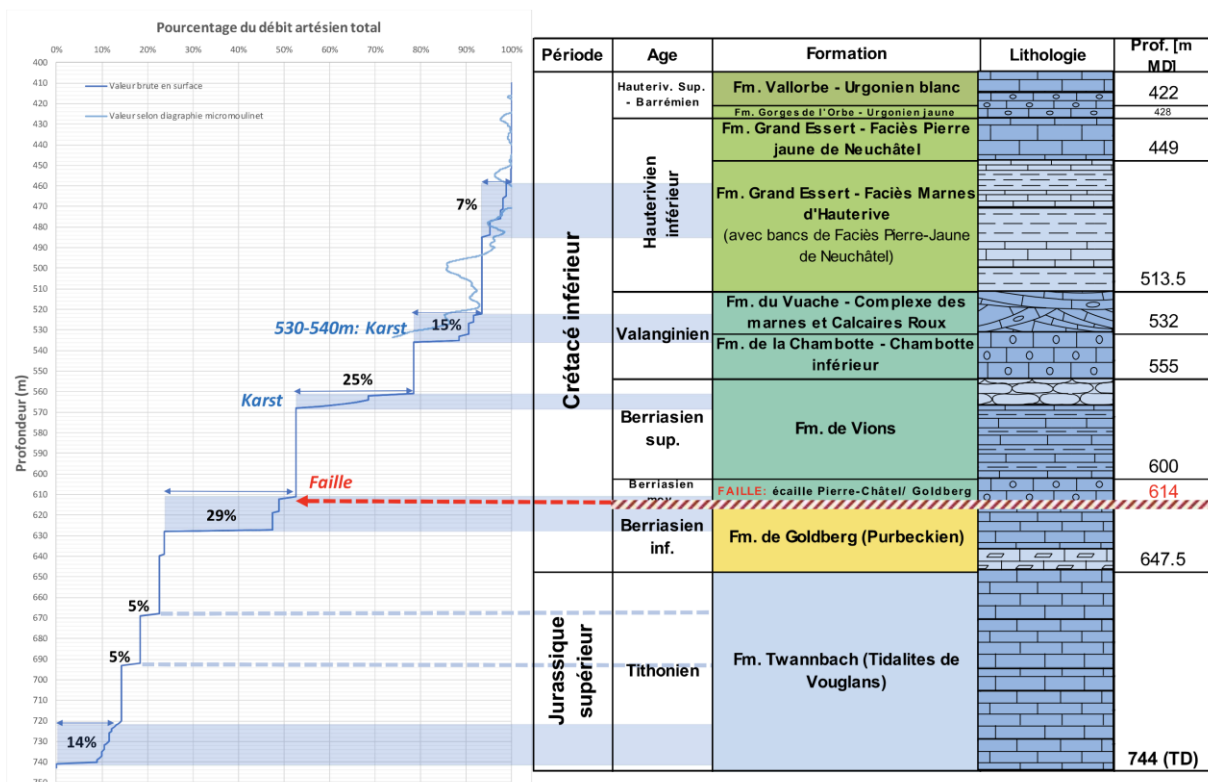 Pourcentage du débit artésien total
0% 10% 20% 30% 40% 50% 60% 70% 80% 90% 100%
Profondeur (m)
400
410
420
430
440
450
460
470
480
490
500
510
520
530
540
550
560
570
580
590
600
610
620
630
640
650
660
670
680
690
700
710
720
730
740
750
Valeur brute en surface
Valeur selon diagraphie micromoulinet
7%
530-540m: Karst
15%
25%
Karst
Faille
29%
5%
5%
14%
Période
Age
Formation
Lithologie
Prof. [m
MD]
Crétacé inférieur
Jurassique
supérieur
Hauteriv. Sup.
- Barrémien
Fm. Vallorbe - Urgonien blanc
422
Fm. Gorges de l'Orbe - Urgonien jaune
428
Hauterivien
inférieur
Fm. Grand Essert - Faciès Pierre
jaune de Neuchâtel
449
Fm. Grand Essert - Faciès Marnes
d'Hauterive
(avec bancs de Faciès Pierre-Jaune
de Neuchâtel)
513.5
Valanginien
Fm. du Vuache - Complexe des
marnes et Calcaires Roux
532
Fm. de la Chambotte - Chambotte
inférieur
555
Berriasien
sup.
Fm. de Vions
600
Berriasien
FAILLE: écaille Pierre-Châtel/ Goldberg
614
Berriasien
inf.
Fm. de Goldberg (Purbeckien)
647.5
Tithonien
Fm. Twannbach (Tidalites de
Vouglans)
744 (TD)